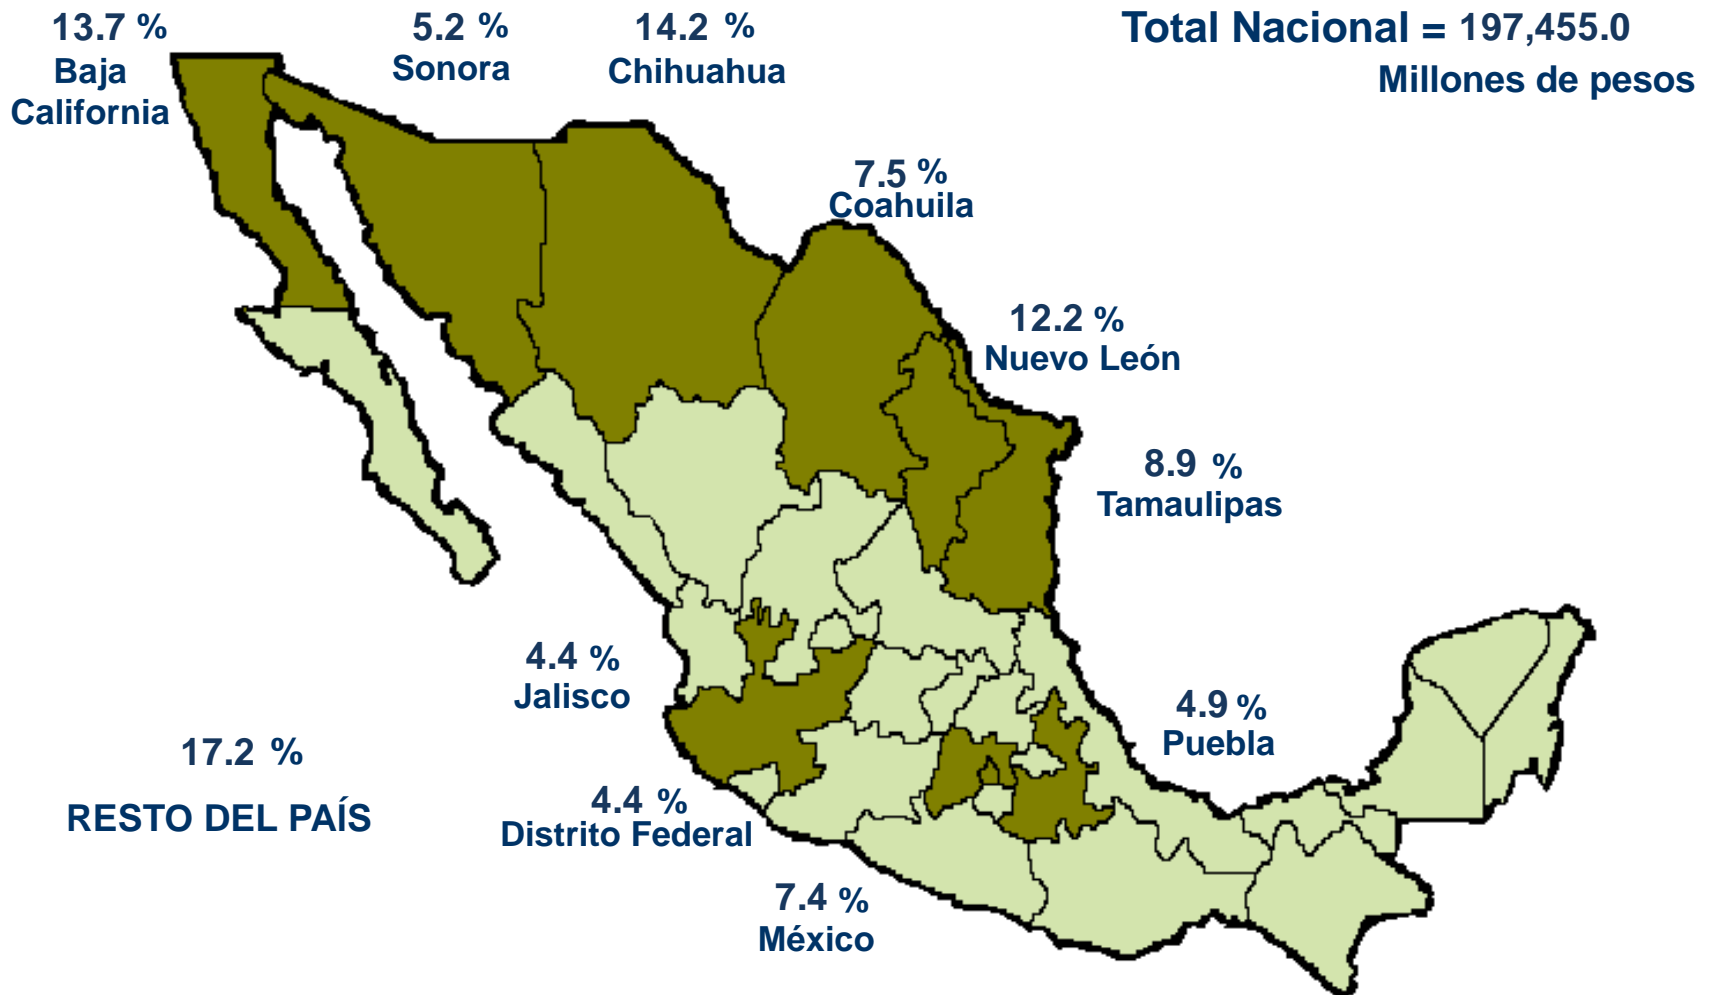 13.7 %
Baja
California
5.2 %
Sonora
14.2 %
Chihuahua
Total Nacional = 197,455.0
Millones de pesos
7.5 %
Coahuila
12.2 %
Nuevo León
8.9 %
Tamaulipas
4.4 %
Jalisco
4.9 %
Puebla
17.2 %
RESTO DEL PAÍS
4.4 %
Distrito Federal
7.4 %
México